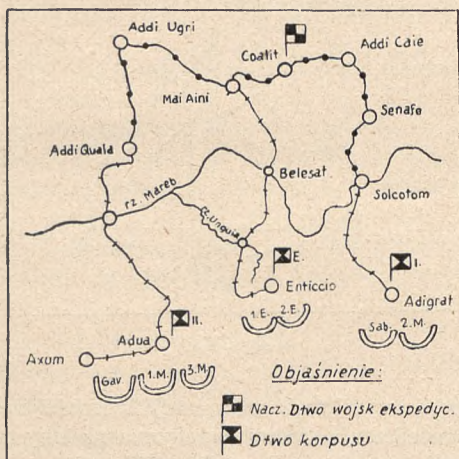 Addi Ugri
Coatit
Addi Caie
Mai Aini
Senafe
Addi Quala
Belesat
rz. Mareb
Solcotom
rz. Unguia
E.
I.
Enticcio
1.E. 2.E.
Adigrat
II.
Sab. 2.M.
Adua
Axum
Gav. 1.M. 3.M.
Objaśnienie:
Nacz. Dtwo wojsk ekspedyc.
Dtwo korpusu